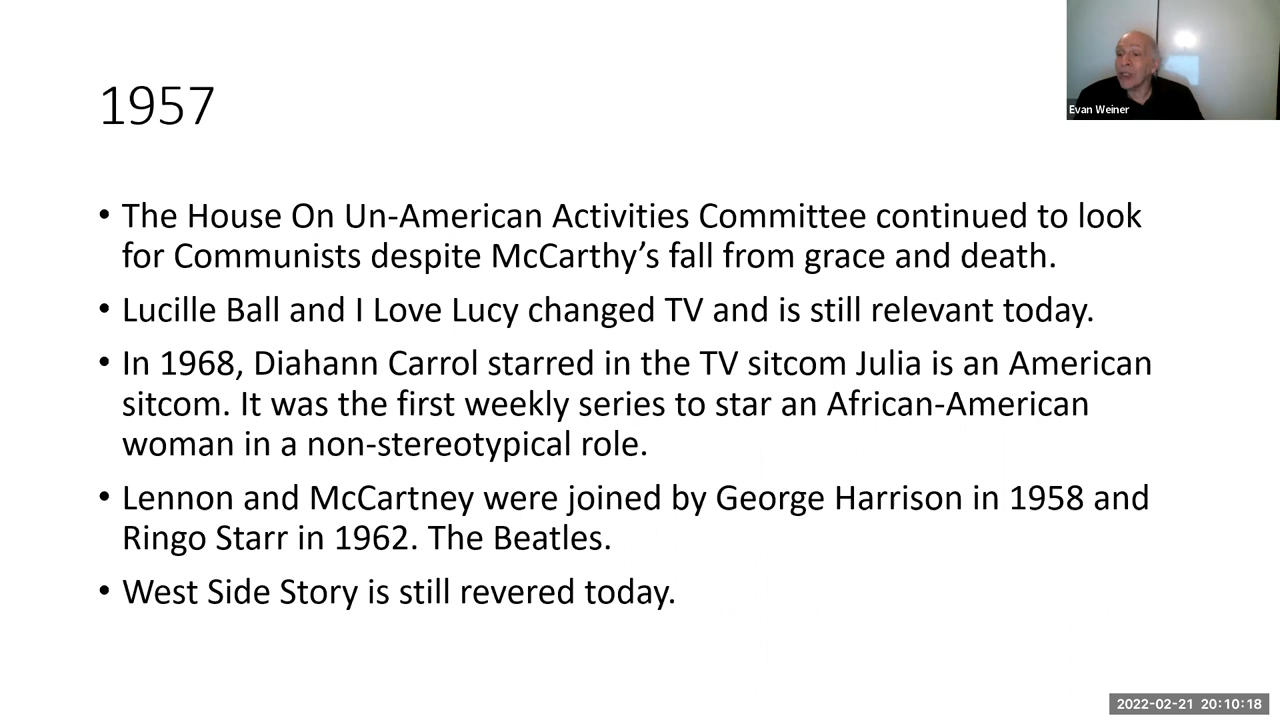 1957
Evan Weiner
• The House On Un-American Activities Committee continued to look
for Communists despite McCarthy’s fall from grace and death.
• Lucille Ball and I Love Lucy changed TV and is still relevant today.
• In 1968, Diahann Carrol starred in the TV sitcom Julia is an American
sitcom. It was the first weekly series to star an African-American
woman in a non-stereotypical role.
• Lennon and McCartney were joined by George Harrison in 1958 and
Ringo Starr in 1962. The Beatles.
• West Side Story is still revered today.
2022-02-21 20:10:18